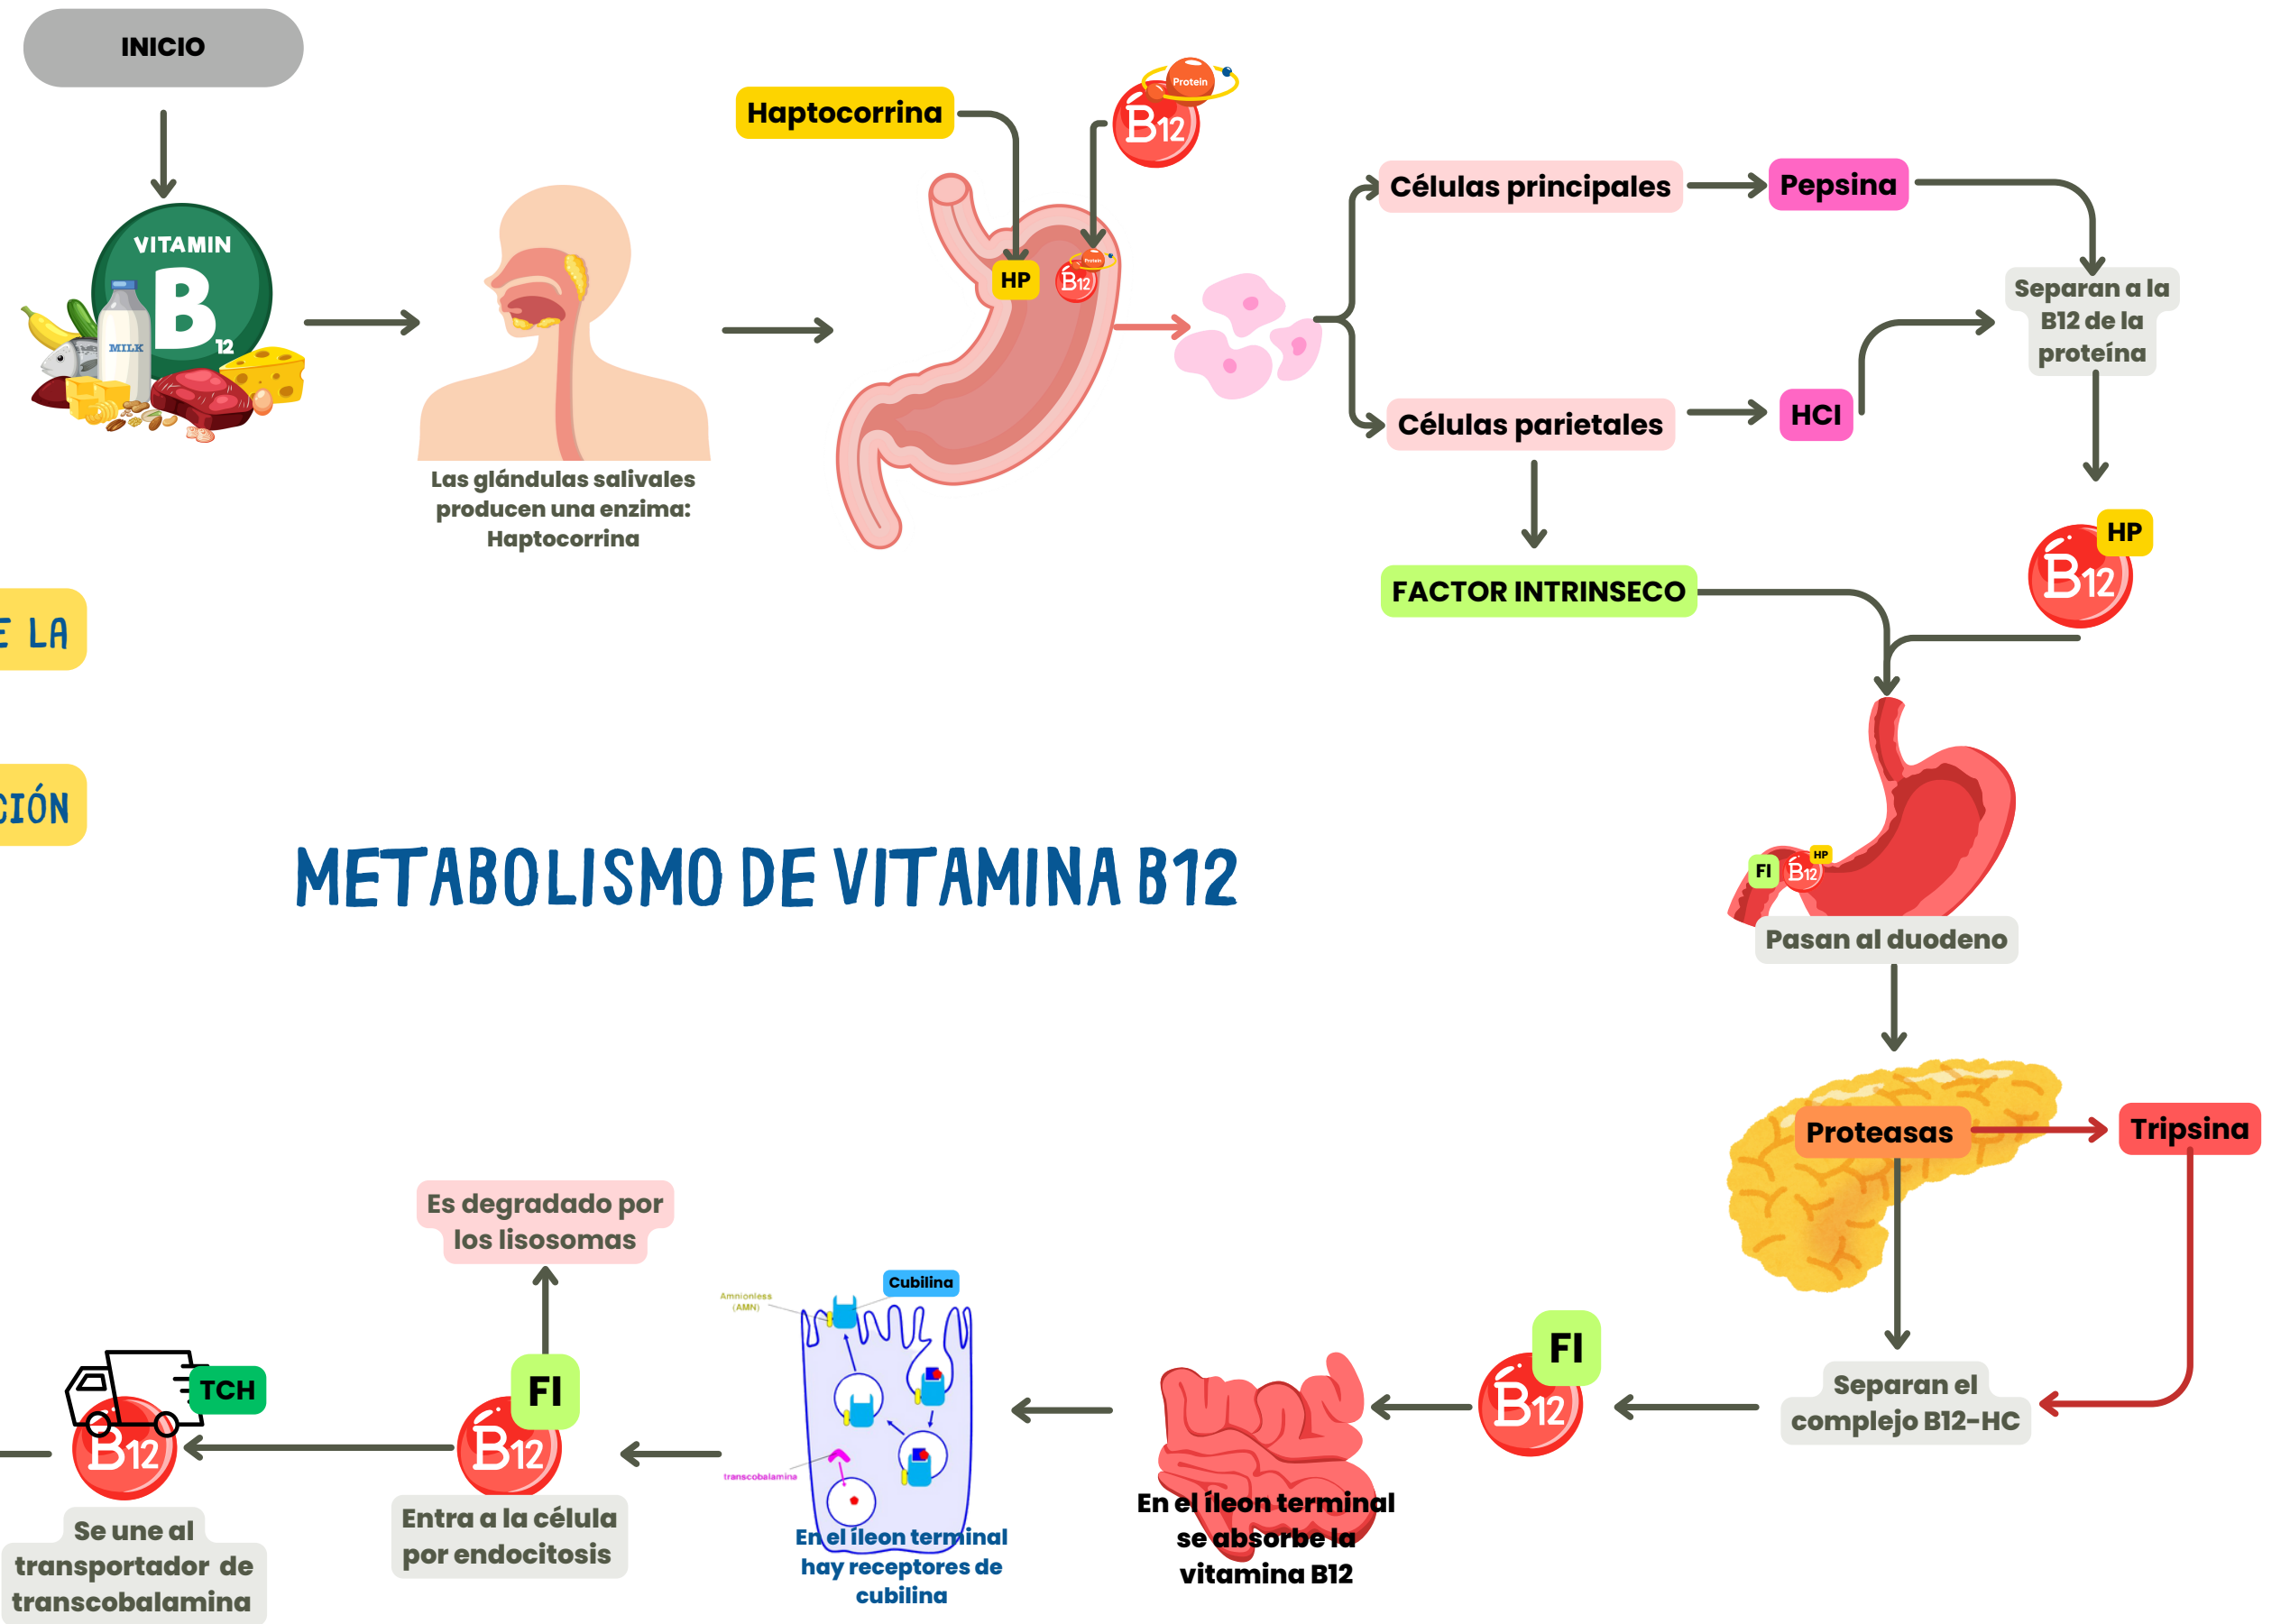 INICIO
VITAMIN
B
12
MILK
Las glándulas salivales
producen una enzima:
Haptocorrina
Haptocorrina
Protein
B12
HP
Protein
B12
Células principales
Pepsina
Separan a la
B12 de la
proteína
Células parietales
HCl
FACTOR INTRINSECO
HP
B12
E LA
CIÓN
METABOLISMO DE VITAMINA B12
FI
B12
HP
Pasan al duodeno
Proteasas
Tripsina
Separan el
complejo B12-HC
FI
B12
En el íleon terminal
se absorbe la
vitamina B12
Cubilina
Amnionless
(AMN)
transcobalamina
En el íleon terminal
hay receptores de
cubilina
Es degradado por
los lisosomas
FI
B12
Entra a la célula
por endocitosis
TCH
B12
Se une al
transportador de
transcobalamina